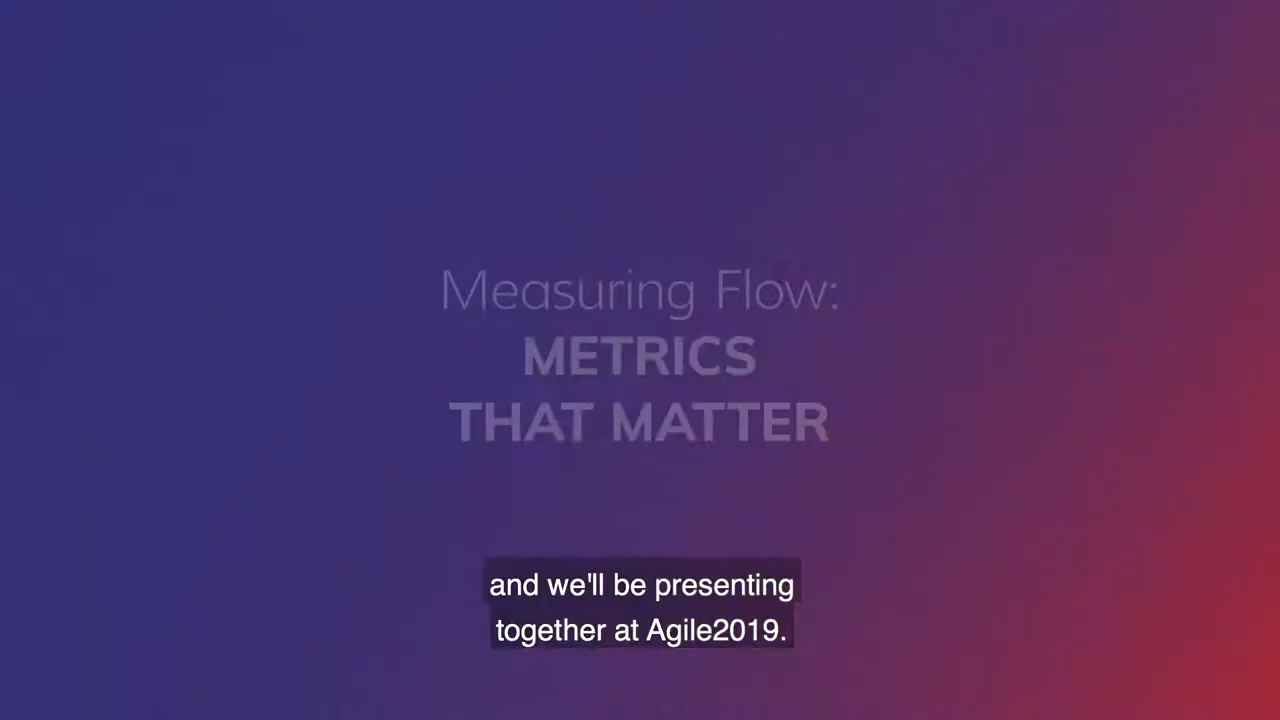 Measuring Flow:
METRICS
THAT MATTER
and we'll be presenting
together at Agile2019.